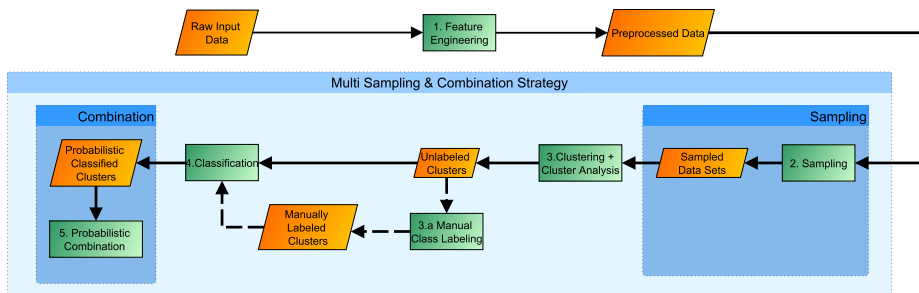 Raw Input
Data
1. Feature
Engineering
Preprocessed Data
Multi Sampling & Combination Strategy
Combination
Sampling
Probabilistic
Classified
Clusters
4.Classification
Unlabeled
Clusters
3.Clustering +
Cluster Analysis
Sampled
Data Sets
2. Sampling
5. Probabilistic
Combination
Manually
Labeled
Clusters
3.a Manual
Class Labeling